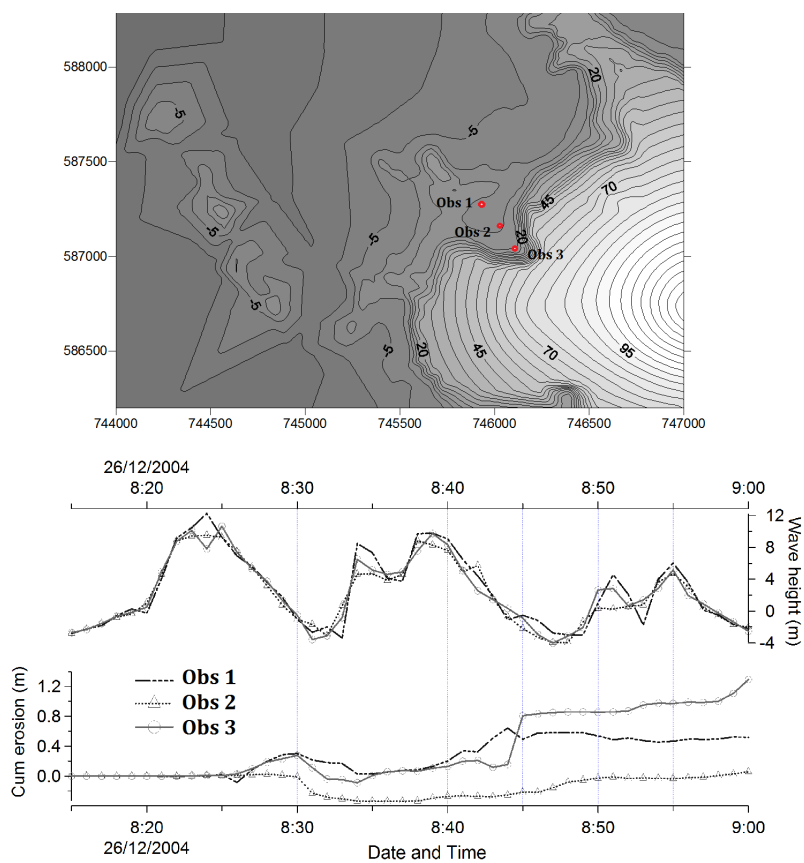 588000
587500
587000
586500
744000 744500 745000 745500 746000 746500 747000
-5
20
-5
-5
Obs 1
45
70
Obs 2
20
Obs 3
-5
-5
-5
20
45
70
95
26/12/2004
8:20 8:30 8:40 8:50 9:00
12
8
4
0
-4
Wave height (m)
Obs 1
Obs 2
Obs 3
1.2
0.8
0.4
0.0
Cum erosion (m)
8:20 8:30 8:40 8:50 9:00
26/12/2004
Date and Time